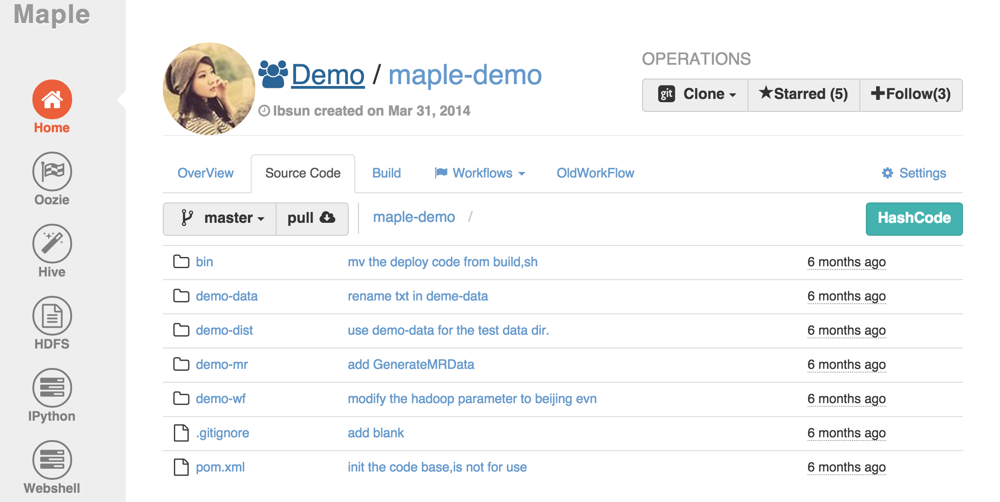 Maple
Home
Oozie
Hive
HDFS
IPython
Webshell
Demo / maple-demo
lbsun created on Mar 31, 2014
OPERATIONS
git Clone
Starred (5)
Follow(3)
OverView
Source Code
Build
Workflows
OldWorkFlow
Settings
master
pull
maple-demo /
HashCode
bin mv the deploy code from build,sh 6 months ago
demo-data rename txt in deme-data 6 months ago
demo-dist use demo-data for the test data dir. 6 months ago
demo-mr add GenerateMRData 6 months ago
demo-wf modify the hadoop parameter to beijing evn 6 months ago
.gitignore add blank 6 months ago
pom.xml init the code base,is not for use 6 months ago